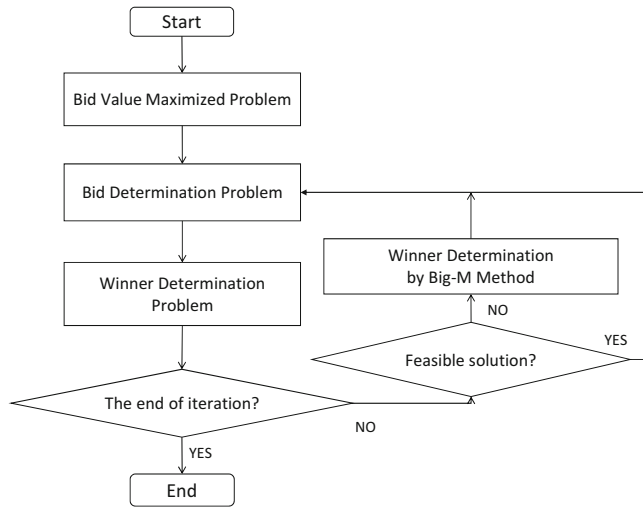 Start
Bid Value Maximized Problem
Bid Determination Problem
Winner Determination
Problem
Winner Determination
by Big-M Method
NO
YES
Feasible solution?
The end of iteration?
NO
YES
End